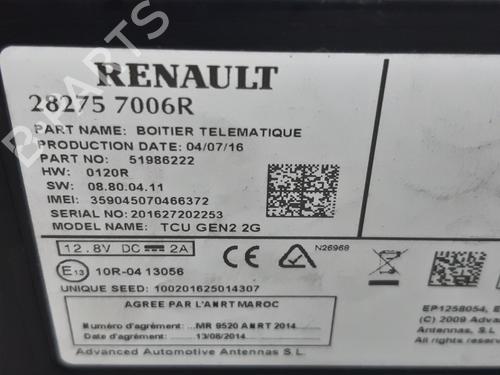 RENAULT
28275 7006R
PART NAME: BOITIER TELEMATIQUE
PRODUCTION DATE: 04/07/16
PART NO: 51986222
HW: 0120R
SW: 08.80.04.11
IMEI: 359045070466372
SERIAL NO: 201627202253
MODEL NAME: TCU GEN2 2G
12.8V DC 2A
CE
N26968
E13 10R-04 13056
UNIQUE SEED: 100201625014307
AGREE PAR L'ANRT MAROC
Numéro d'agrément: MR 9520 ANRT 2014
Date d'agrément: 13/08/2014
Advanced Automotive Antennas S.L.
EP1258054, E
(C) 2009 Advan
Antennas, S.L.
B-PARTS